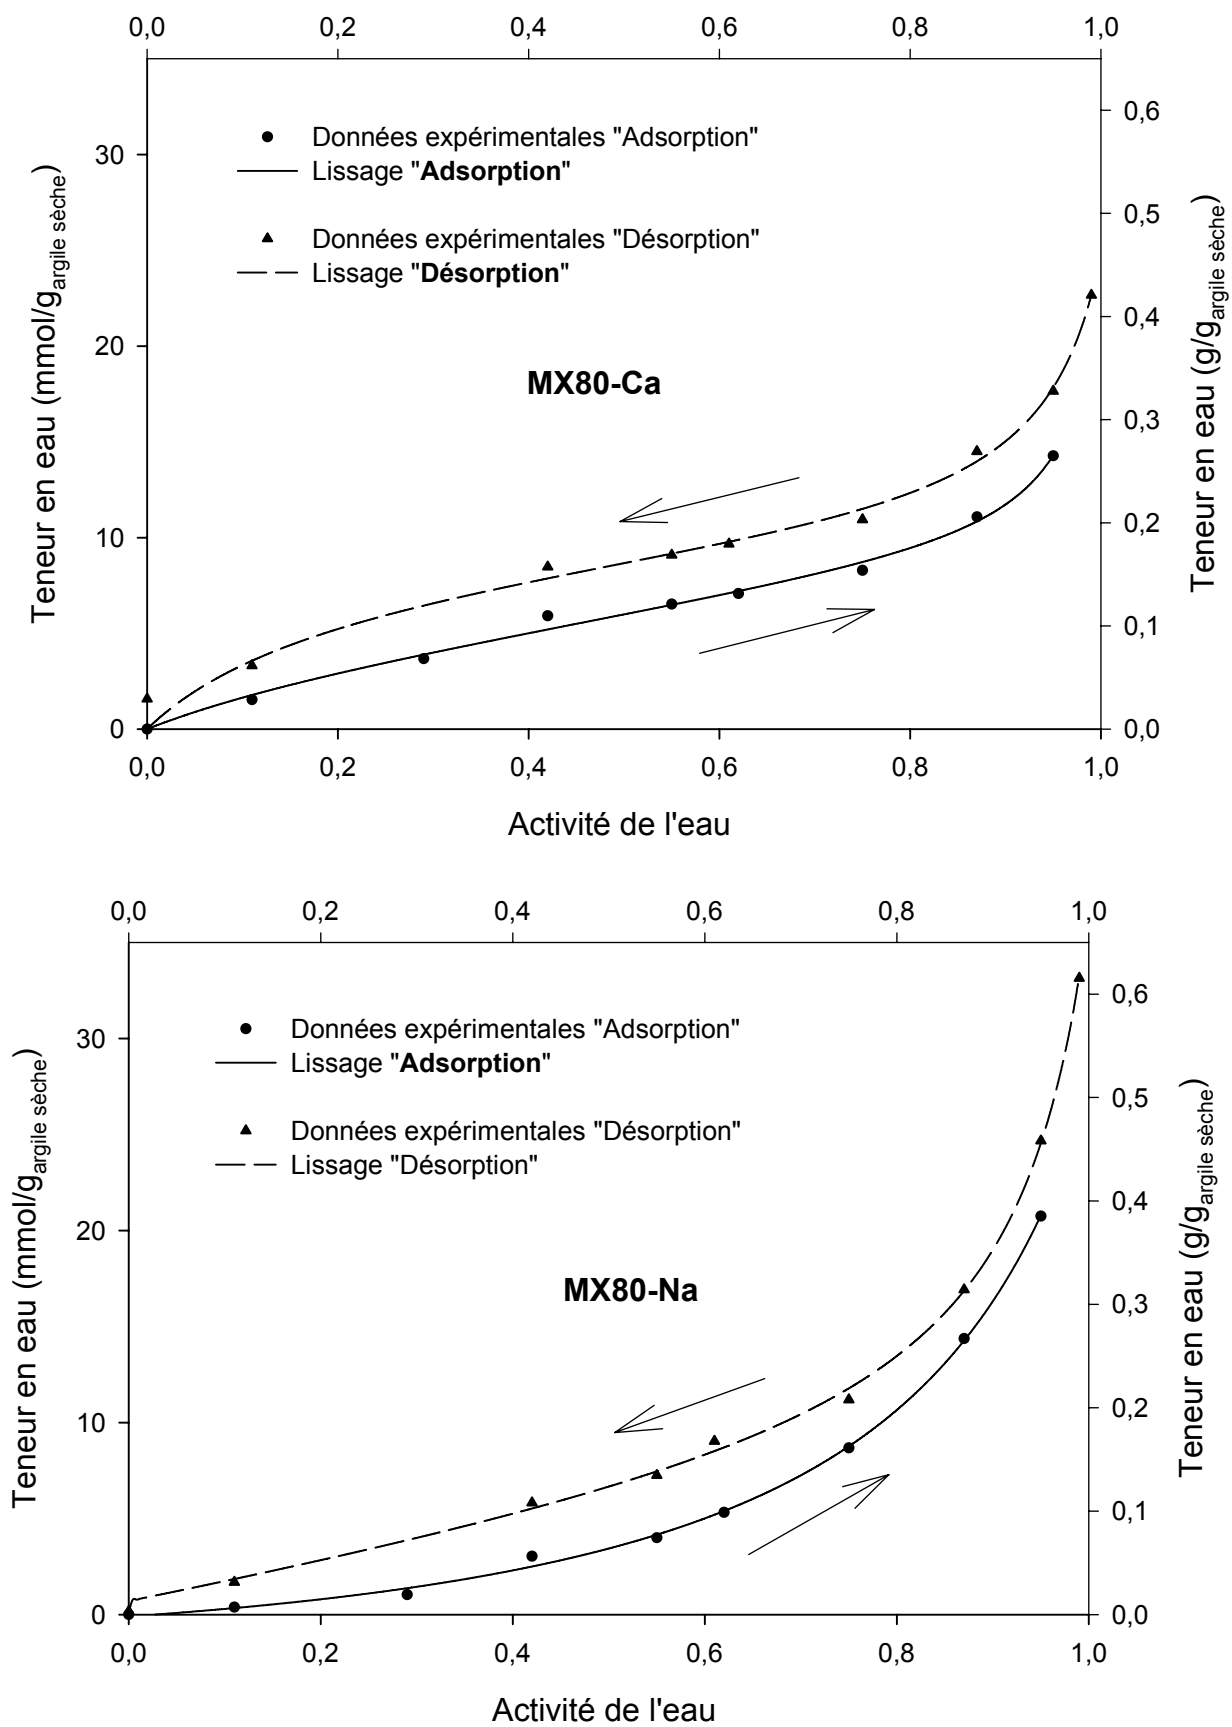 0,0 0,2 0,4 0,6 0,8 1,0
Données expérimentales "Adsorption"
Lissage "Adsorption"
Données expérimentales "Désorption"
Lissage "Désorption"
MX80-Ca
Teneur en eau (mmol/g argile sèche)
30
20
10
0
Teneur en eau (g/g argile sèche)
0,6
0,5
0,4
0,3
0,2
0,1
0,0
0,0 0,2 0,4 0,6 0,8 1,0
Activité de l'eau
0,0 0,2 0,4 0,6 0,8 1,0
Données expérimentales "Adsorption"
Lissage "Adsorption"
Données expérimentales "Désorption"
Lissage "Désorption"
MX80-Na
Teneur en eau (mmol/g argile sèche)
30
20
10
0
Teneur en eau (g/g argile sèche)
0,6
0,5
0,4
0,3
0,2
0,1
0,0
0,0 0,2 0,4 0,6 0,8 1,0
Activité de l'eau